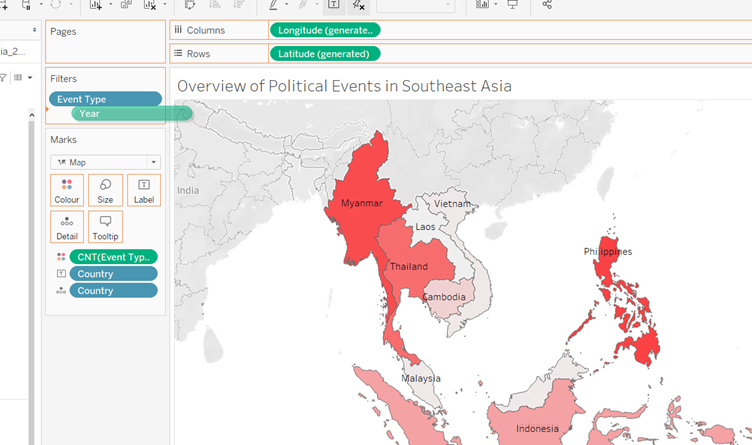 Pages
iii Columns
Longitude (generate..
Rows
Latitude (generated)
ia_2...
Filters
Event Type
Year
Overview of Political Events in Southeast Asia
Marks
Map
Colour
Size
Label
Detail
Tooltip
CNT(Event Typ..
Country
Country
India
Myanmar
Vietnam
Laos
Thailand
Cambodia
Philippines
Malaysia
Indonesia